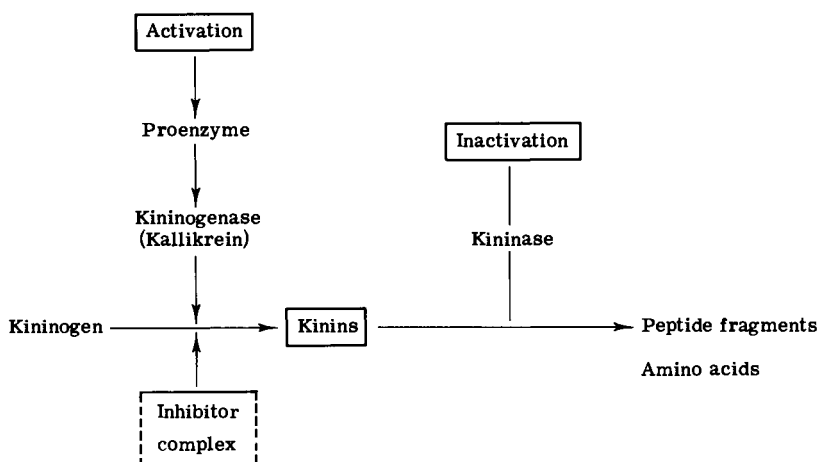 Activation
Proenzyme
Inactivation
Kininogenase
(Kallikrein)
Kininase
Kininogen
Kinins
Peptide fragments
Amino acids
Inhibitor
complex